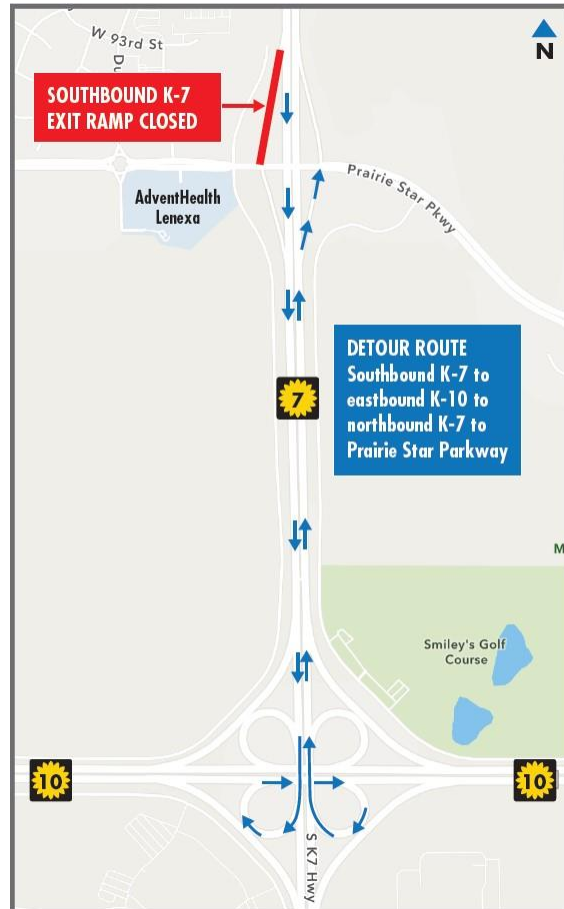 W 93rd St
Du
N
SOUTHBOUND K-7
EXIT RAMP CLOSED
AdventHealth
Lenexa
Prairie Star Pkwy
DETOUR ROUTE
Southbound K-7 to
eastbound K-10 to
northbound K-7 to
Prairie Star Parkway
7
M
Smiley's Golf
Course
10
10
S K7 Hwy